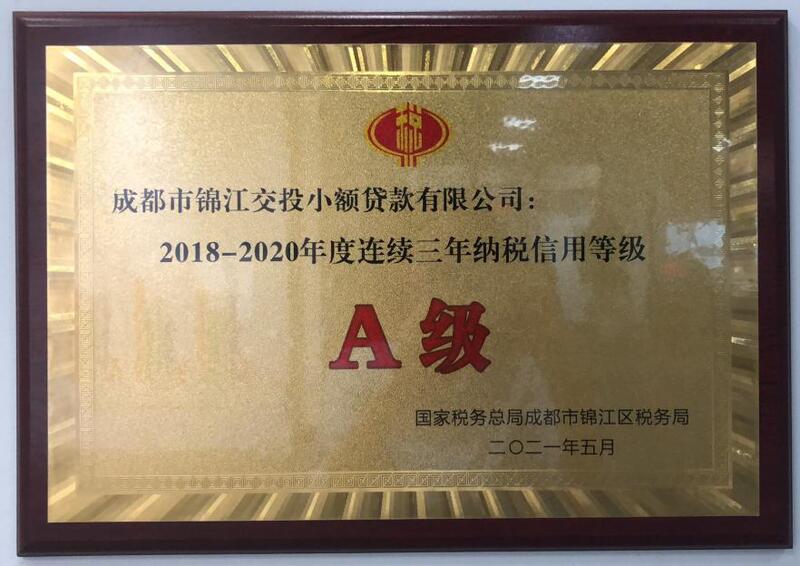 税
成都市锦江交投小额贷款有限公司：
2018-2020年度连续三年纳税信用等级
A级
国家税务总局成都市锦江区税务局
二〇二一年五月